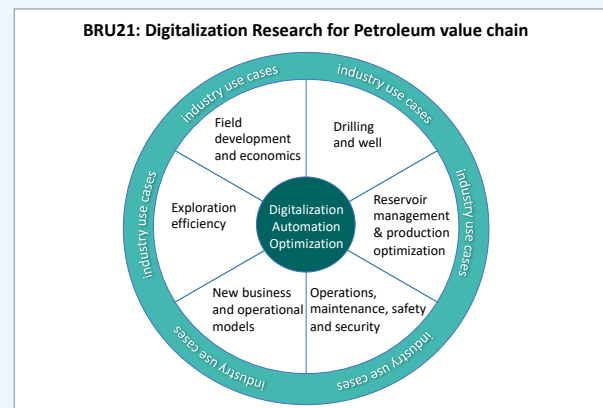 BRU21: Digitalization Research for Petroleum value chain
industry use cases
industry use cases
Field
development
and economics
Drilling
and well
industry use cases
Exploration
efficiency
Digitalization
Automation
Optimization
Reservoir
management
& production
optimization
industry use cases
New business
and operational
models
Operations,
maintenance, safety
and security
industry use cases
industry use cases